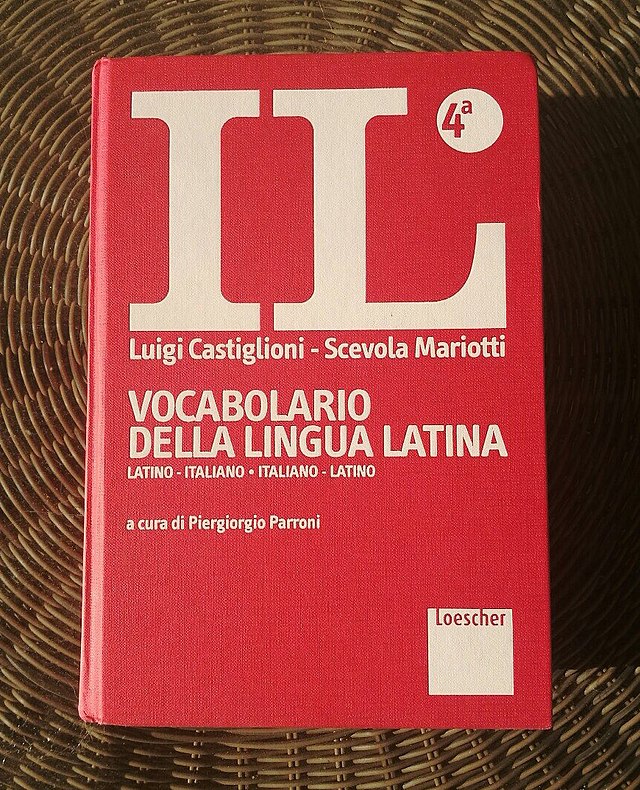 IL
4ª
Luigi Castiglioni - Scevola Mariotti
VOCABOLARIO
DELLA LINGUA LATINA
LATINO - ITALIANO • ITALIANO - LATINO
a cura di Piergiorgio Parroni
Loescher